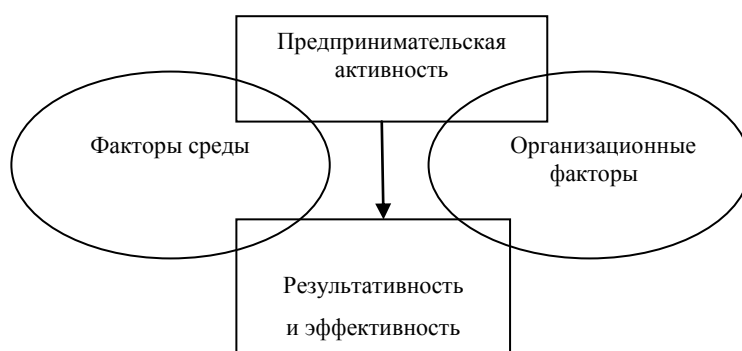 Предпринимательская
активность
Факторы среды
Организационные
факторы
Результативность
и эффективность